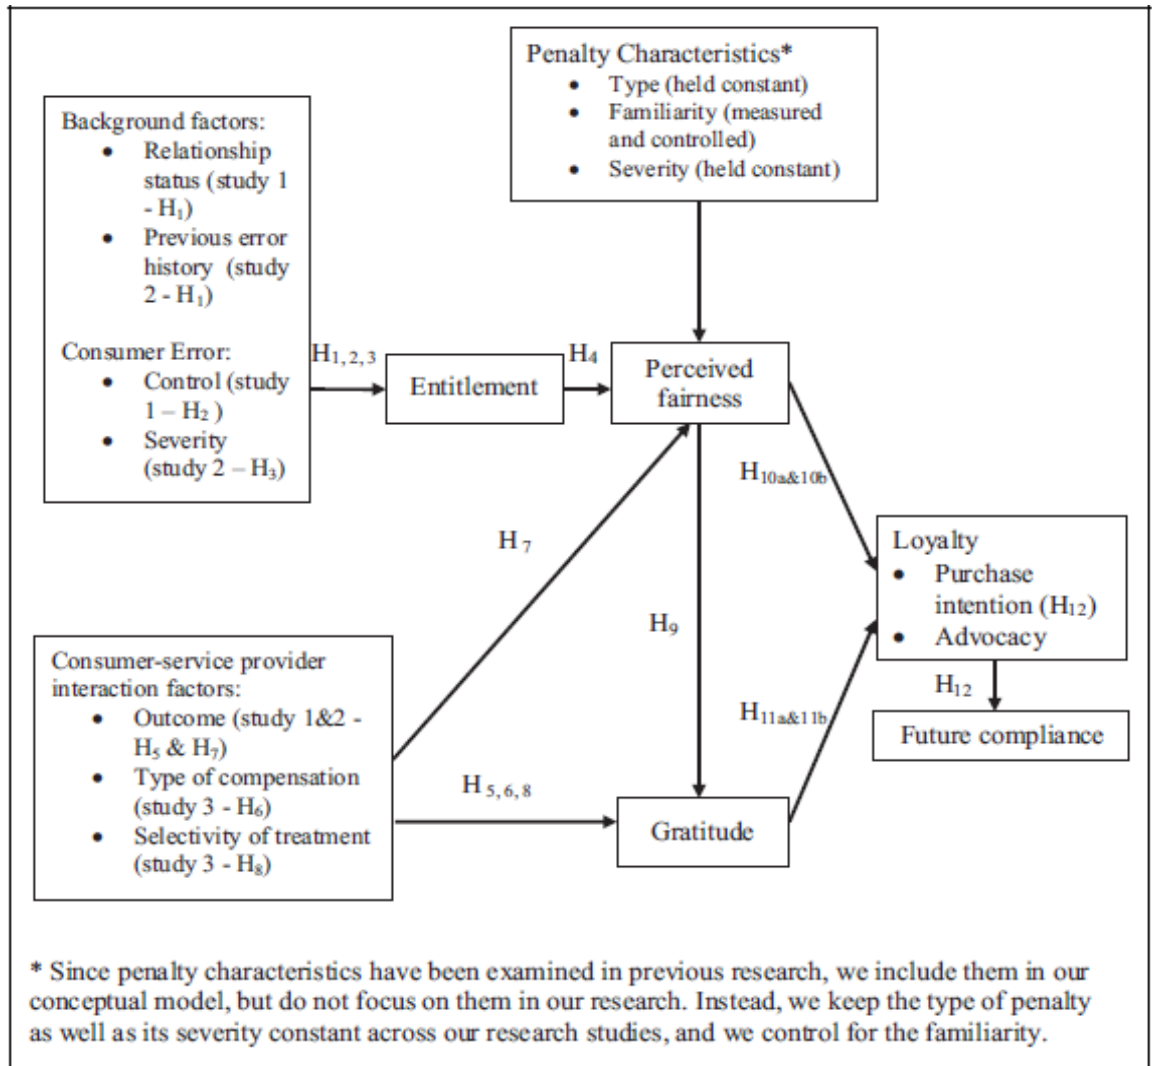 Penalty Characteristics*
• Type (held constant)
• Familiarity (measured
and controlled)
• Severity (held constant)
Background factors:
• Relationship
status (study 1
- H₁)
• Previous error
history (study
2 - H₁)
Consumer Error:
• Control (study
1 – H₂ )
• Severity
(study 2 – H₃)
H₁, ₂, ₃
Entitlement
H₄
Perceived
fairness
H₁₀ₐ&₁₀b
H ₇
H₉
Loyalty
• Purchase
intention (H₁₂)
• Advocacy
H₁₂
Future compliance
Consumer-service provider
interaction factors:
• Outcome (study 1&2 -
H₅ & H₇)
• Type of compensation
(study 3 - H₆)
• Selectivity of treatment
(study 3 - H₈)
H ₅, ₆, ₈
H₁₁ₐ&₁₁b
Gratitude
* Since penalty characteristics have been examined in previous research, we include them in our
conceptual model, but do not focus on them in our research. Instead, we keep the type of penalty
as well as its severity constant across our research studies, and we control for the familiarity.